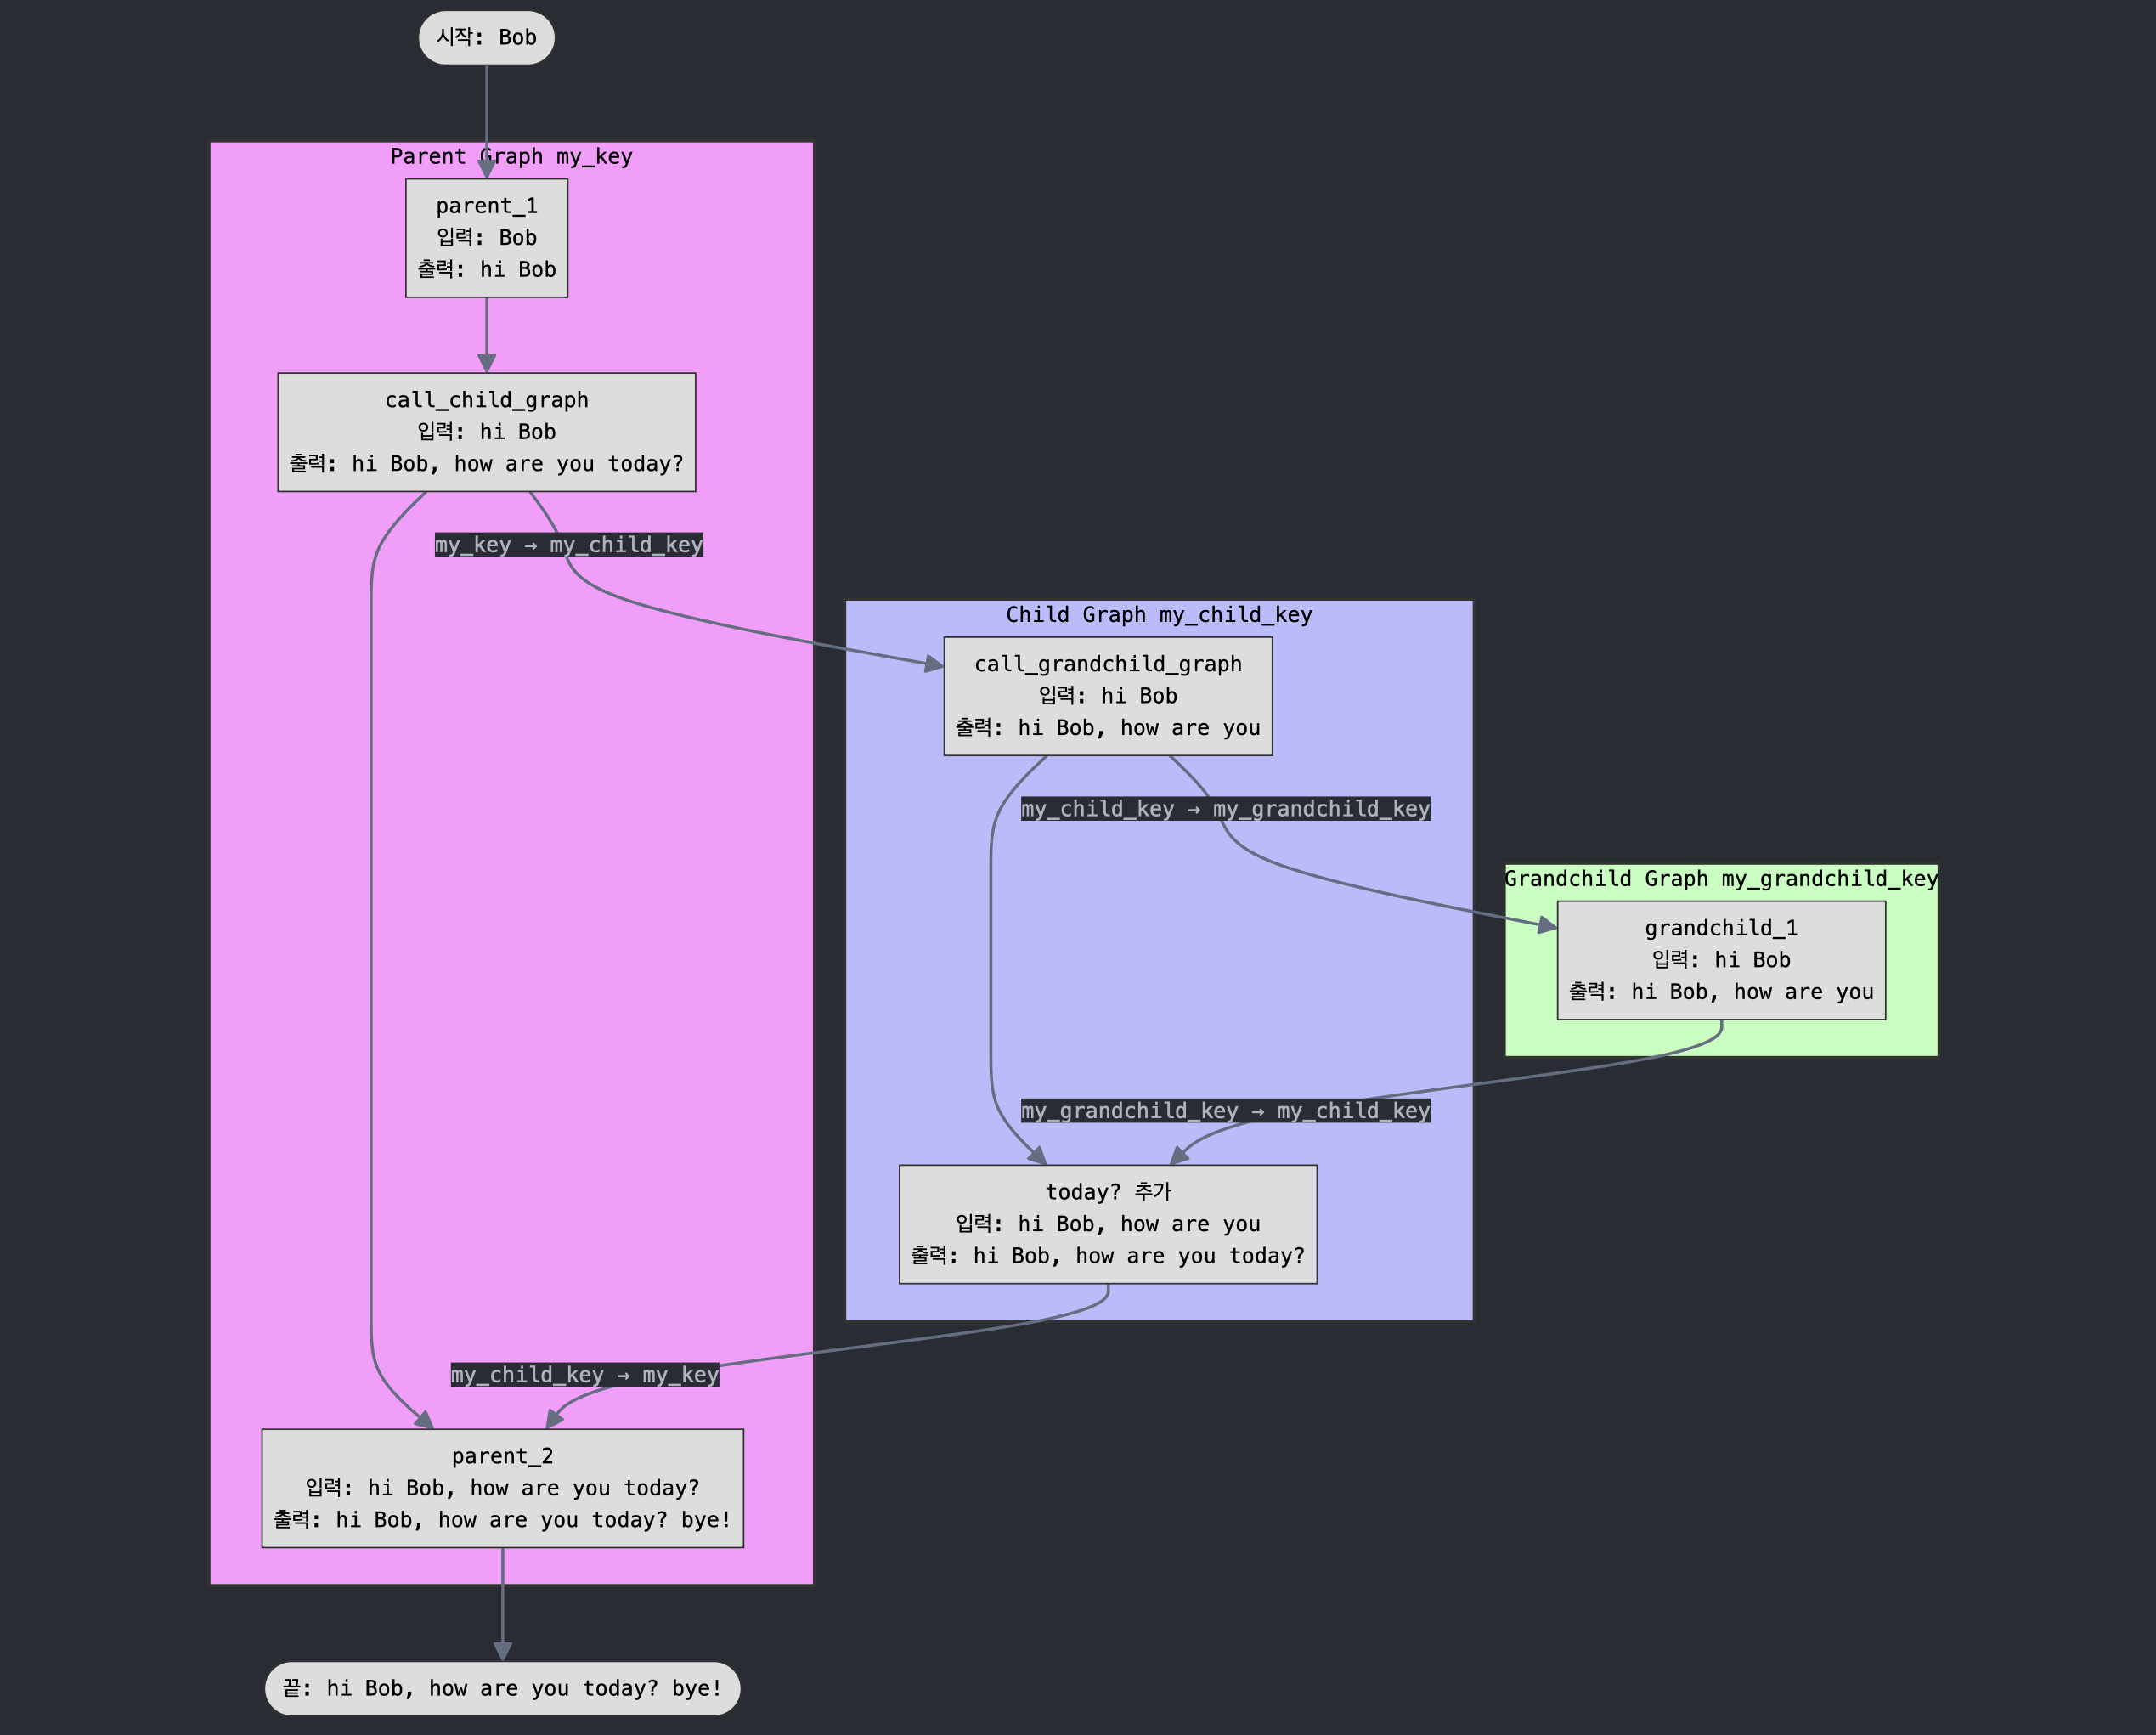 시작: Bob
Parent Graph my_key
parent_1
입력: Bob
출력: hi Bob
call_child_graph
입력: hi Bob
출력: hi Bob, how are you today?
my_key → my_child_key
Child Graph my_child_key
call_grandchild_graph
입력: hi Bob
출력: hi Bob, how are you
my_child_key → my_grandchild_key
Grandchild Graph my_grandchild_key
grandchild_1
입력: hi Bob
출력: hi Bob, how are you
my_grandchild_key → my_child_key
today? 추가
입력: hi Bob, how are you
출력: hi Bob, how are you today?
my_child_key → my_key
parent_2
입력: hi Bob, how are you today?
출력: hi Bob, how are you today? bye!
끝: hi Bob, how are you today? bye!